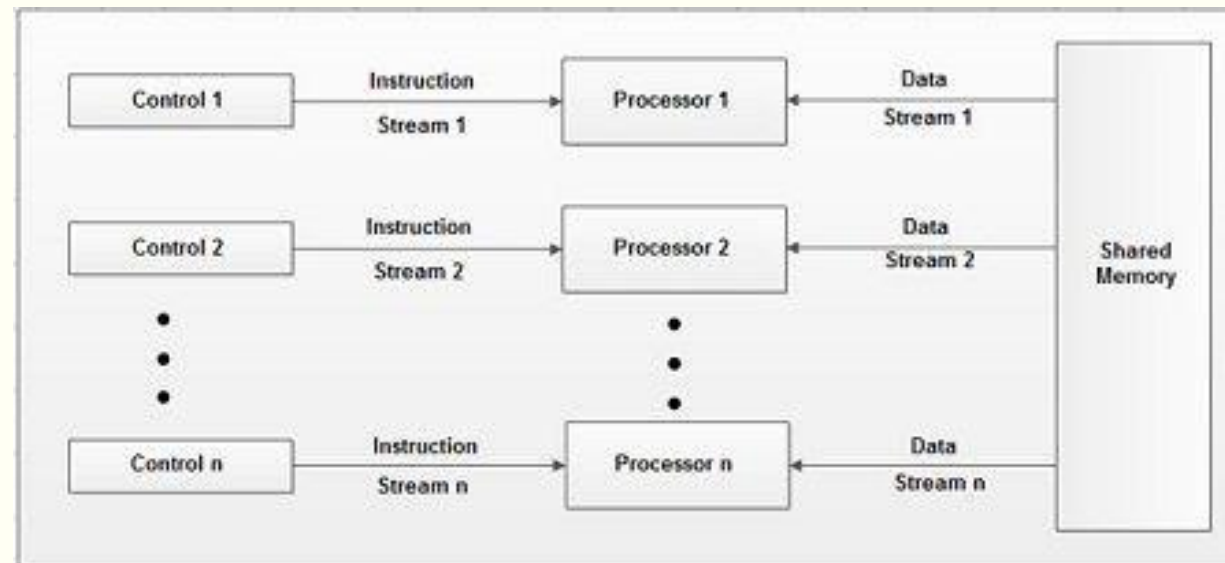 Control 1
Instruction
Stream 1
Processor 1
Data
Stream 1
Control 2
Instruction
Stream 2
Processor 2
Data
Stream 2
Shared
Memory
Control n
Instruction
Stream n
Processor n
Data
Stream n